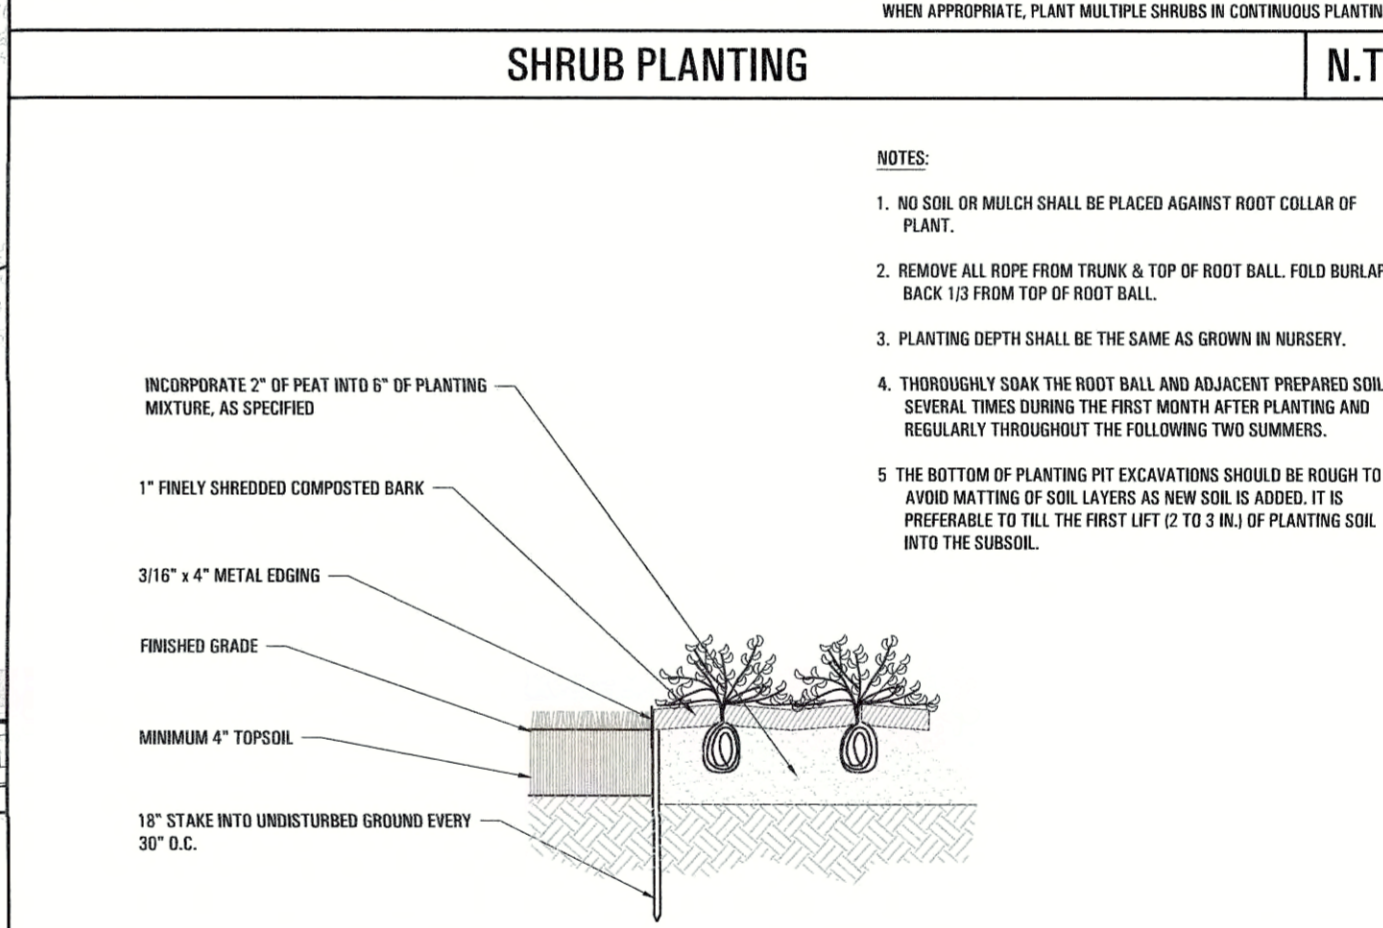 WHEN APPROPRIATE, PLANT MULTIPLE SHRUBS IN CONTINUOUS PLANTIN
SHRUB PLANTING
N.T
NOTES:
1. NO SOIL OR MULCH SHALL BE PLACED AGAINST ROOT COLLAR OF
PLANT.
2. REMOVE ALL ROPE FROM TRUNK & TOP OF ROOT BALL. FOLD BURLAP
BACK 1/3 FROM TOP OF ROOT BALL.
3. PLANTING DEPTH SHALL BE THE SAME AS GROWN IN NURSERY.
4. THOROUGHLY SOAK THE ROOT BALL AND ADJACENT PREPARED SOIL
SEVERAL TIMES DURING THE FIRST MONTH AFTER PLANTING AND
REGULARLY THROUGHOUT THE FOLLOWING TWO SUMMERS.
5 THE BOTTOM OF PLANTING PIT EXCAVATIONS SHOULD BE ROUGH TO
AVOID MATTING OF SOIL LAYERS AS NEW SOIL IS ADDED. IT IS
PREFERABLE TO TILL THE FIRST LIFT (2 TO 3 IN.) OF PLANTING SOIL
INTO THE SUBSOIL.
INCORPORATE 2" OF PEAT INTO 6" OF PLANTING
MIXTURE, AS SPECIFIED
1" FINELY SHREDDED COMPOSTED BARK
3/16" x 4" METAL EDGING
FINISHED GRADE
MINIMUM 4" TOPSOIL
18" STAKE INTO UNDISTURBED GROUND EVERY
30" O.C.